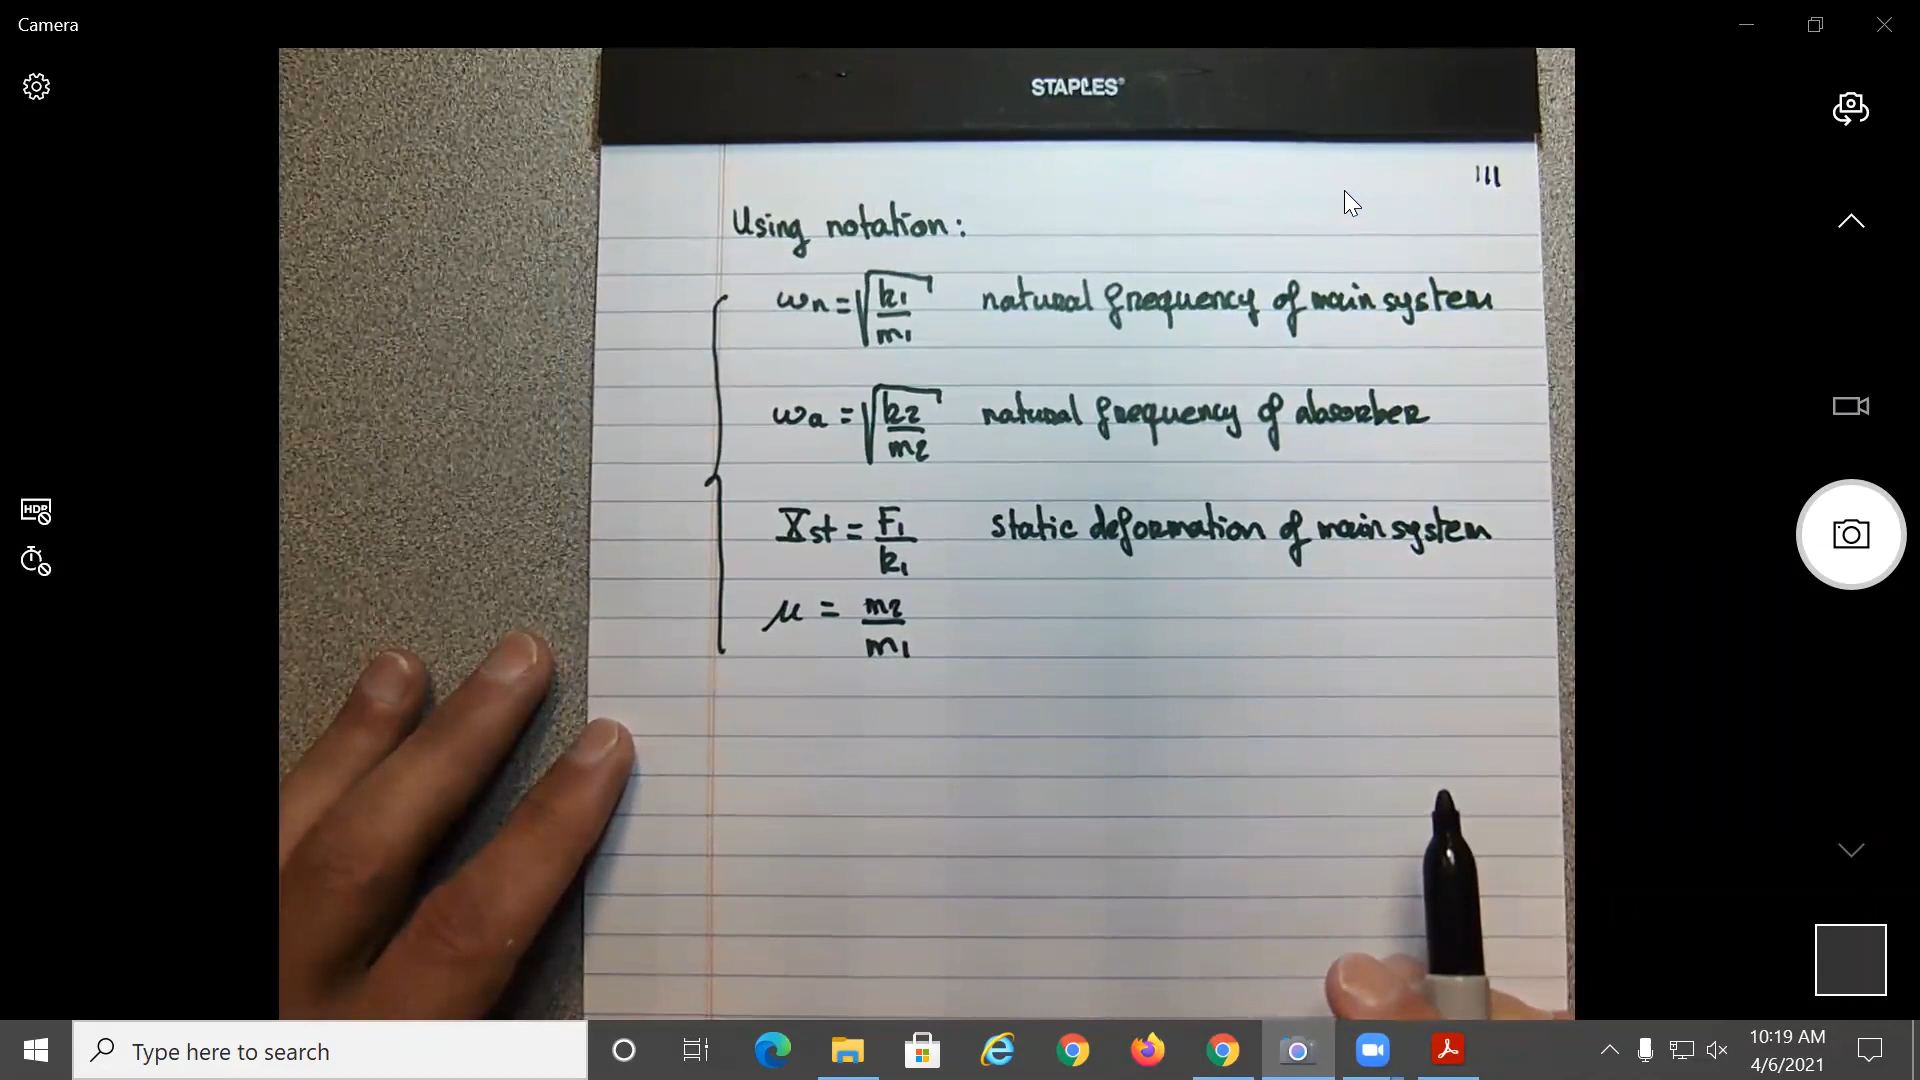 Camera
STAPLES
111
Using notation:
ωn = √(k1/m1) natural frequency of main system
ωa = √(k2/m2) natural frequency of absorber
Xst = F1/k1 static deformation of main system
μ = m2/m1
HDR
Type here to search
10:19 AM
4/6/2021